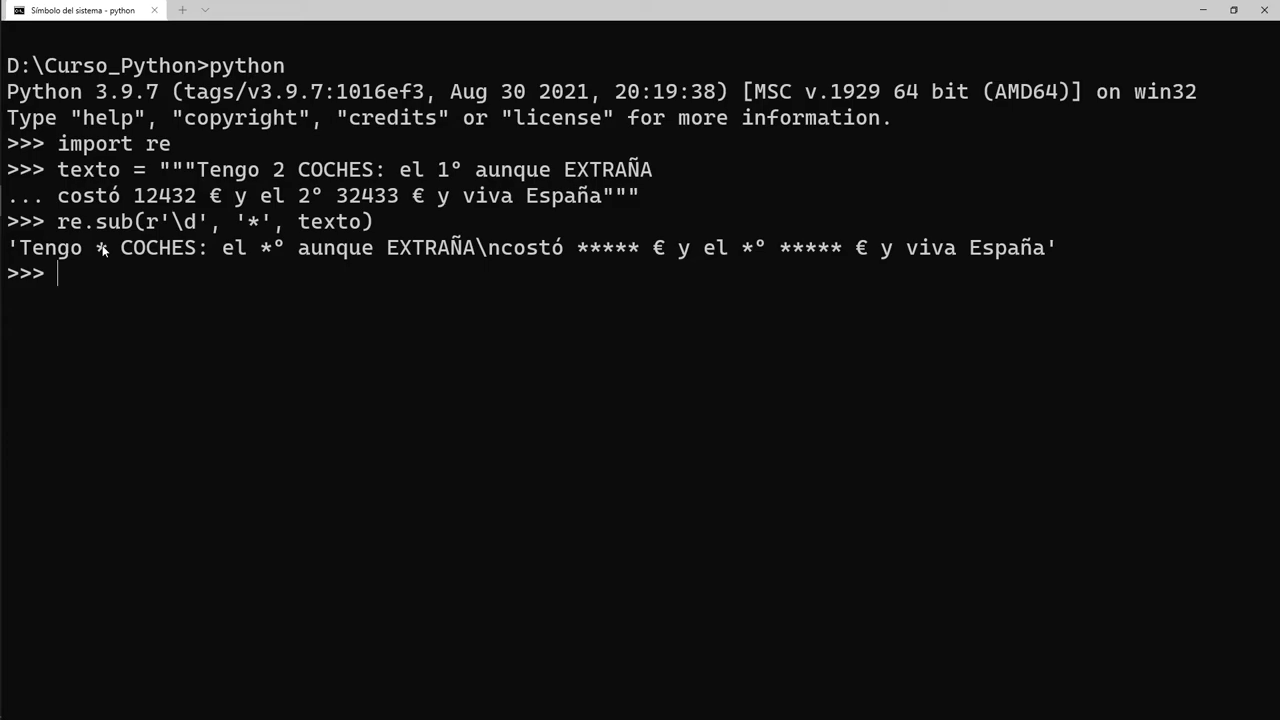 Símbolo del sistema - python
D:\Curso_Python>python
Python 3.9.7 (tags/v3.9.7:1016ef3, Aug 30 2021, 20:19:38) [MSC v.1929 64 bit (AMD64)] on win32
Type "help", "copyright", "credits" or "license" for more information.
>>> import re
>>> texto = """Tengo 2 COCHES: el 1º aunque EXTRAÑA
... costó 12432 € y el 2º 32433 € y viva España"""
>>> re.sub(r'\d', '*', texto)
'Tengo * COCHES: el *º aunque EXTRAÑA\ncostó ***** € y el *º ***** € y viva España'
>>>